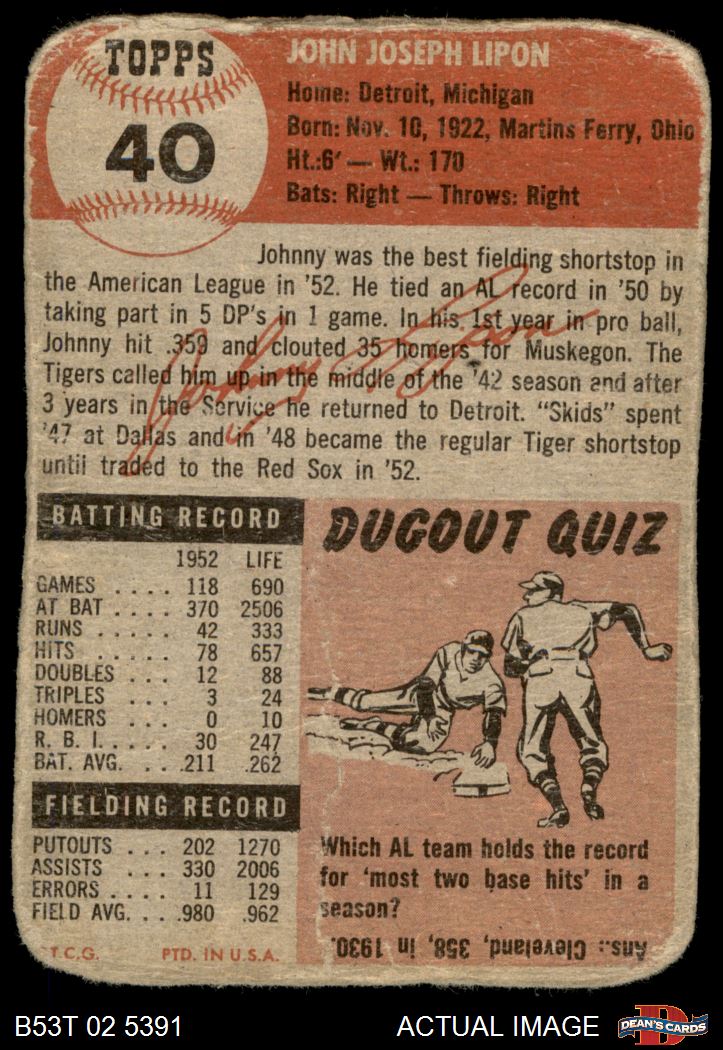 TOPPS
40
JOHN JOSEPH LIPON
Home: Detroit, Michigan
Born: Nov. 10, 1922, Martins Ferry, Ohio
Ht.:6' — Wt.: 170
Bats: Right — Throws: Right
Johnny was the best fielding shortstop in
the American League in '52. He tied an AL record in '50 by
taking part in 5 DP's in 1 game. In his 1st year in pro ball,
Johnny hit .359 and clouted 35 homers for Muskegon. The
Tigers called him up in the middle of the '42 season and after
3 years in the Service he returned to Detroit. “Skids” spent
'47 at Dallas and in '48 became the regular Tiger shortstop
until traded to the Red Sox in '52.
Johnny Lipon
BATTING RECORD
1952 LIFE
GAMES .... 118 690
AT BAT .... 370 2506
RUNS ..... 42 333
HITS ..... 78 657
DOUBLES .... 12 88
TRIPLES .... 3 24
HOMERS .... 0 10
R. B. I. .... 30 247
BAT. AVG. ... .211 .262
FIELDING RECORD
PUTOUTS ... 202 1270
ASSISTS ... 330 2006
ERRORS .... 11 129
FIELD AVG. ... .980 .962
T.C.G. PTD. IN U.S.A.
DUGOUT QUIZ
Which AL team holds the record
for 'most two base hits' in a
season?
Ans.: Cleveland, 358, in 1930.
B53T 02 5391
ACTUAL IMAGE
DEAN'S CARDS